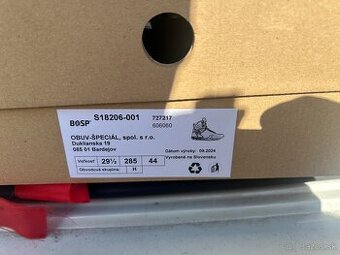 BOSP S18206-001 727217
606060
OBUV-ŠPECIÁL, spol. s r.o.
Duklianska 19
085 01 Bardejov
Dátum výroby: 09.2024
Vyrobené na Slovensku
Veľkosť 29½ 285 44
Obvodová skupina: H